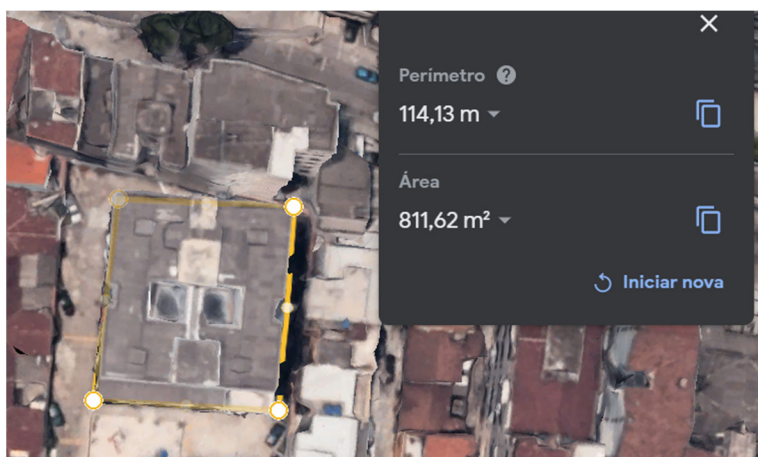 Perímetro ?
114,13 m
Área
811,62 m²
Iniciar nova